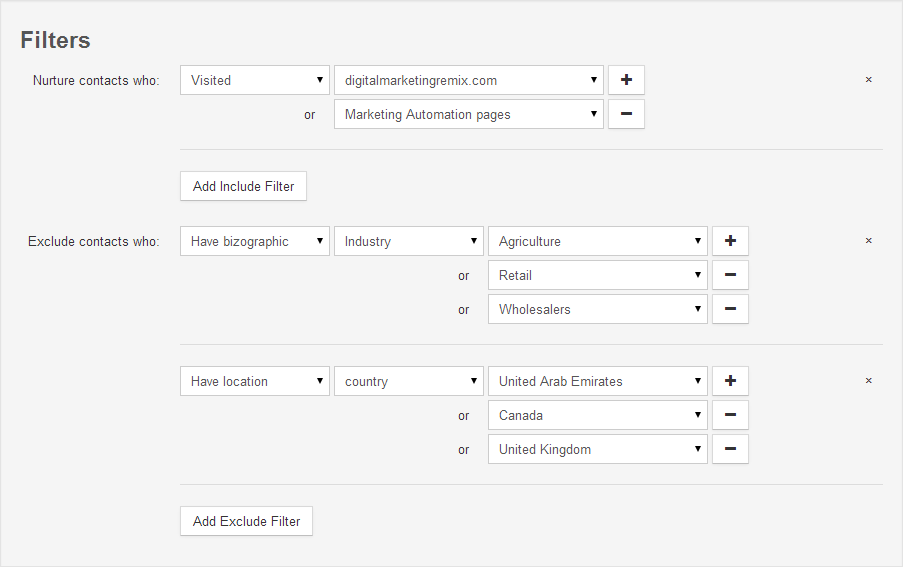 Filters
Nurture contacts who: Visited digitalmarketingremix.com
or Marketing Automation pages
Add Include Filter
Exclude contacts who: Have bizographic Industry Agriculture
or Retail
or Wholesalers
Have location country United Arab Emirates
or Canada
or United Kingdom
Add Exclude Filter